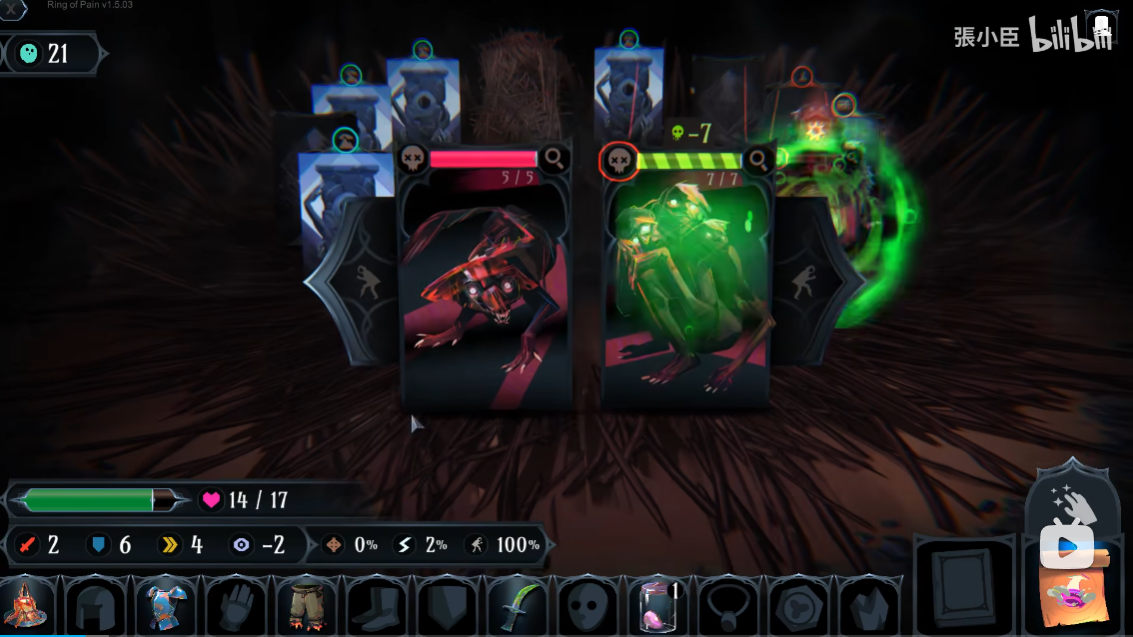 Ring of Pain v1.5.03
張小臣 bilibili
21
-7
5 / 5
7 / 7
14 / 17
2 6 4 -2 0% 2% 100%
1